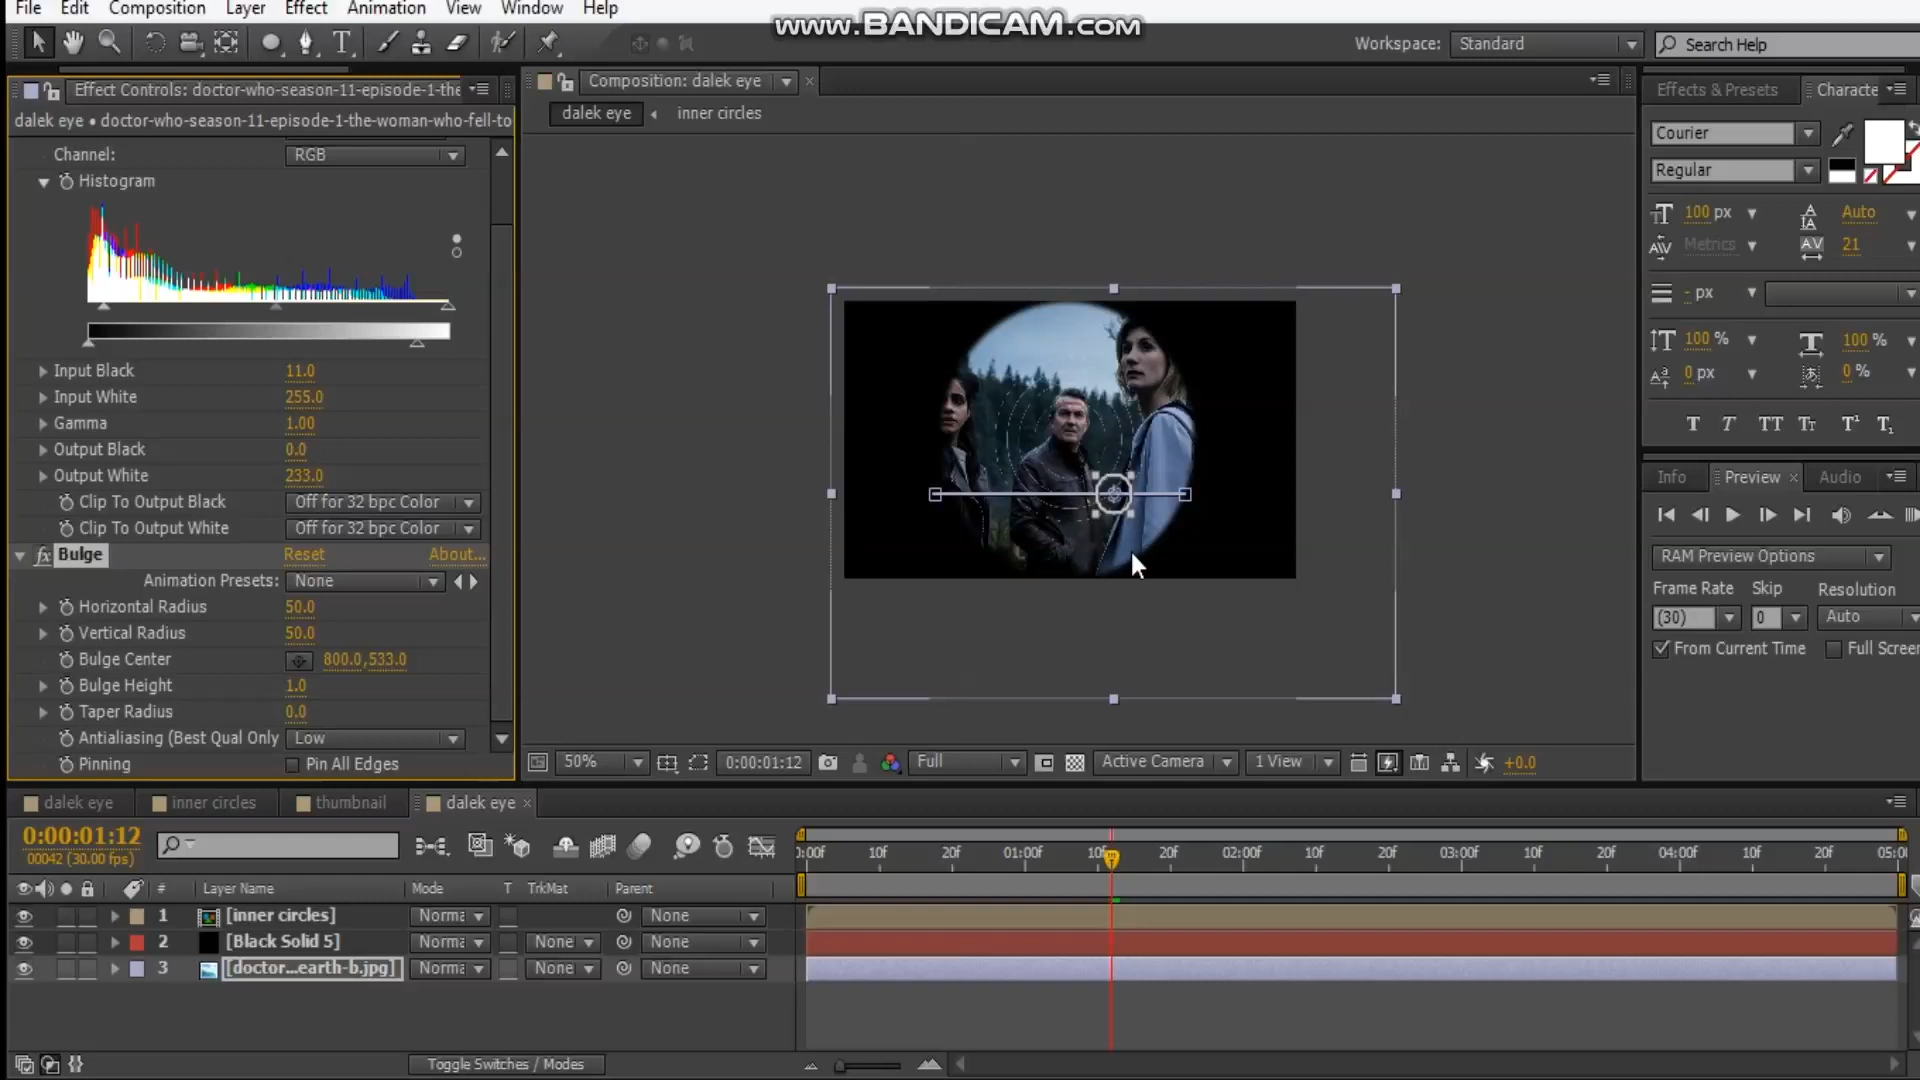 File Edit Composition Layer Effect Animation View Window Help
www.BANDICAM.com
Workspace: Standard
Search Help
Effect Controls: doctor-who-season-11-episode-1-the
dalek eye • doctor-who-season-11-episode-1-the-woman-who-fell-to
Channel: RGB
Histogram
Input Black 11.0
Input White 255.0
Gamma 1.00
Output Black 0.0
Output White 233.0
Clip To Output Black Off for 32 bpc Color
Clip To Output White Off for 32 bpc Color
fx Bulge Reset About...
Animation Presets: None
Horizontal Radius 50.0
Vertical Radius 50.0
Bulge Center 800.0,533.0
Bulge Height 1.0
Taper Radius 0.0
Antialiasing (Best Qual Only Low
Pinning Pin All Edges
Composition: dalek eye
dalek eye inner circles
50% 0:00:01:12 Full Active Camera 1 View +0.0
Effects & Presets Characte
Courier
Regular
100 px Auto
Metrics 21
- px
100 % 100 %
0 px 0 %
T T TT Tt T¹ T₁
Info Preview Audio
RAM Preview Options
Frame Rate Skip Resolution
(30) 0 Auto
From Current Time Full Screen
dalek eye inner circles thumbnail dalek eye
0:00:01:12
00042 (30.00 fps)
:00f 10f 20f 01:00f 10f 20f 02:00f 10f 20f 03:00f 10f 20f 04:00f 10f 20f 05:00
# Layer Name Mode T TrkMat Parent
1 [inner circles] Norma None
2 [Black Solid 5] Norma None None
3 [doctor...earth-b.jpg] Norma None None
Toggle Switches / Modes